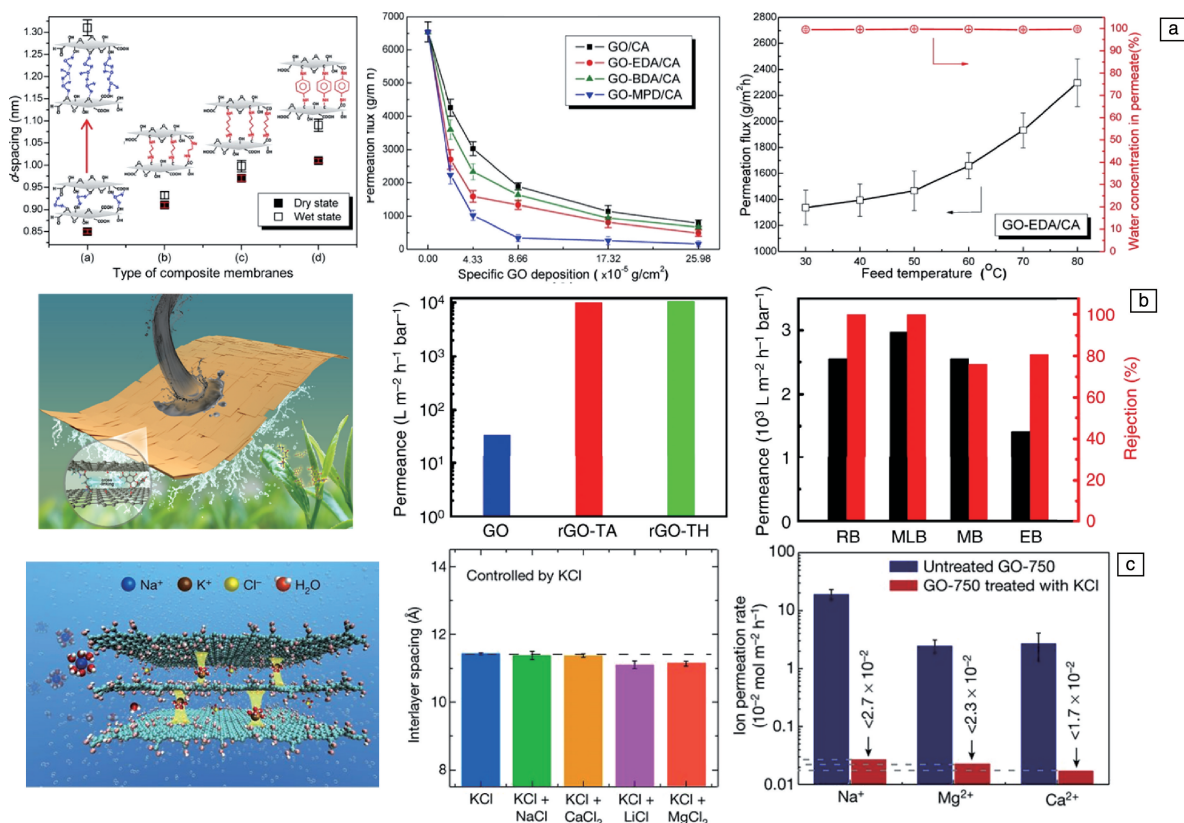 a
1.30
1.25
1.20
1.15
1.10
1.05
1.00
0.95
0.90
0.85
d-spacing (nm)
Dry state
Wet state
(a) (b) (c) (d)
Type of composite membranes
7000
6000
5000
4000
3000
2000
1000
0
Permeation flux (g/m h)
GO/CA
GO-EDA/CA
GO-BDA/CA
GO-MPD/CA
0.00 4.33 8.66 17.32 25.98
Specific GO deposition ( x10⁻⁵ g/cm²)
2800
2600
2400
2200
2000
1800
1600
1400
1200
1000
Permeation flux (g/m²h)
100
90
80
70
60
50
40
30
20
10
0
Water concentration in permeate(%)
GO-EDA/CA
30 40 50 60 70 80
Feed temperature (°C)
b
10⁴
10³
10²
10¹
10⁰
Permeance (L m⁻² h⁻¹ bar⁻¹)
GO rGO-TA rGO-TH
3
2
1
0
Permeance (10³ L m⁻² h⁻¹ bar⁻¹)
100
80
60
40
20
0
Rejection (%)
RB MLB MB EB
c
Na⁺ K⁺ Cl⁻ H₂O
Controlled by KCl
14
12
10
8
Interlayer spacing (Å)
KCl KCl + NaCl KCl + CaCl₂ KCl + LiCl KCl + MgCl₂
100
10
1
0.1
0.01
Ion permeation rate
(10⁻² mol m⁻² h⁻¹)
Untreated GO-750
GO-750 treated with KCl
<2.7 × 10⁻²
<2.3 × 10⁻²
<1.7 × 10⁻²
Na⁺ Mg²⁺ Ca²⁺